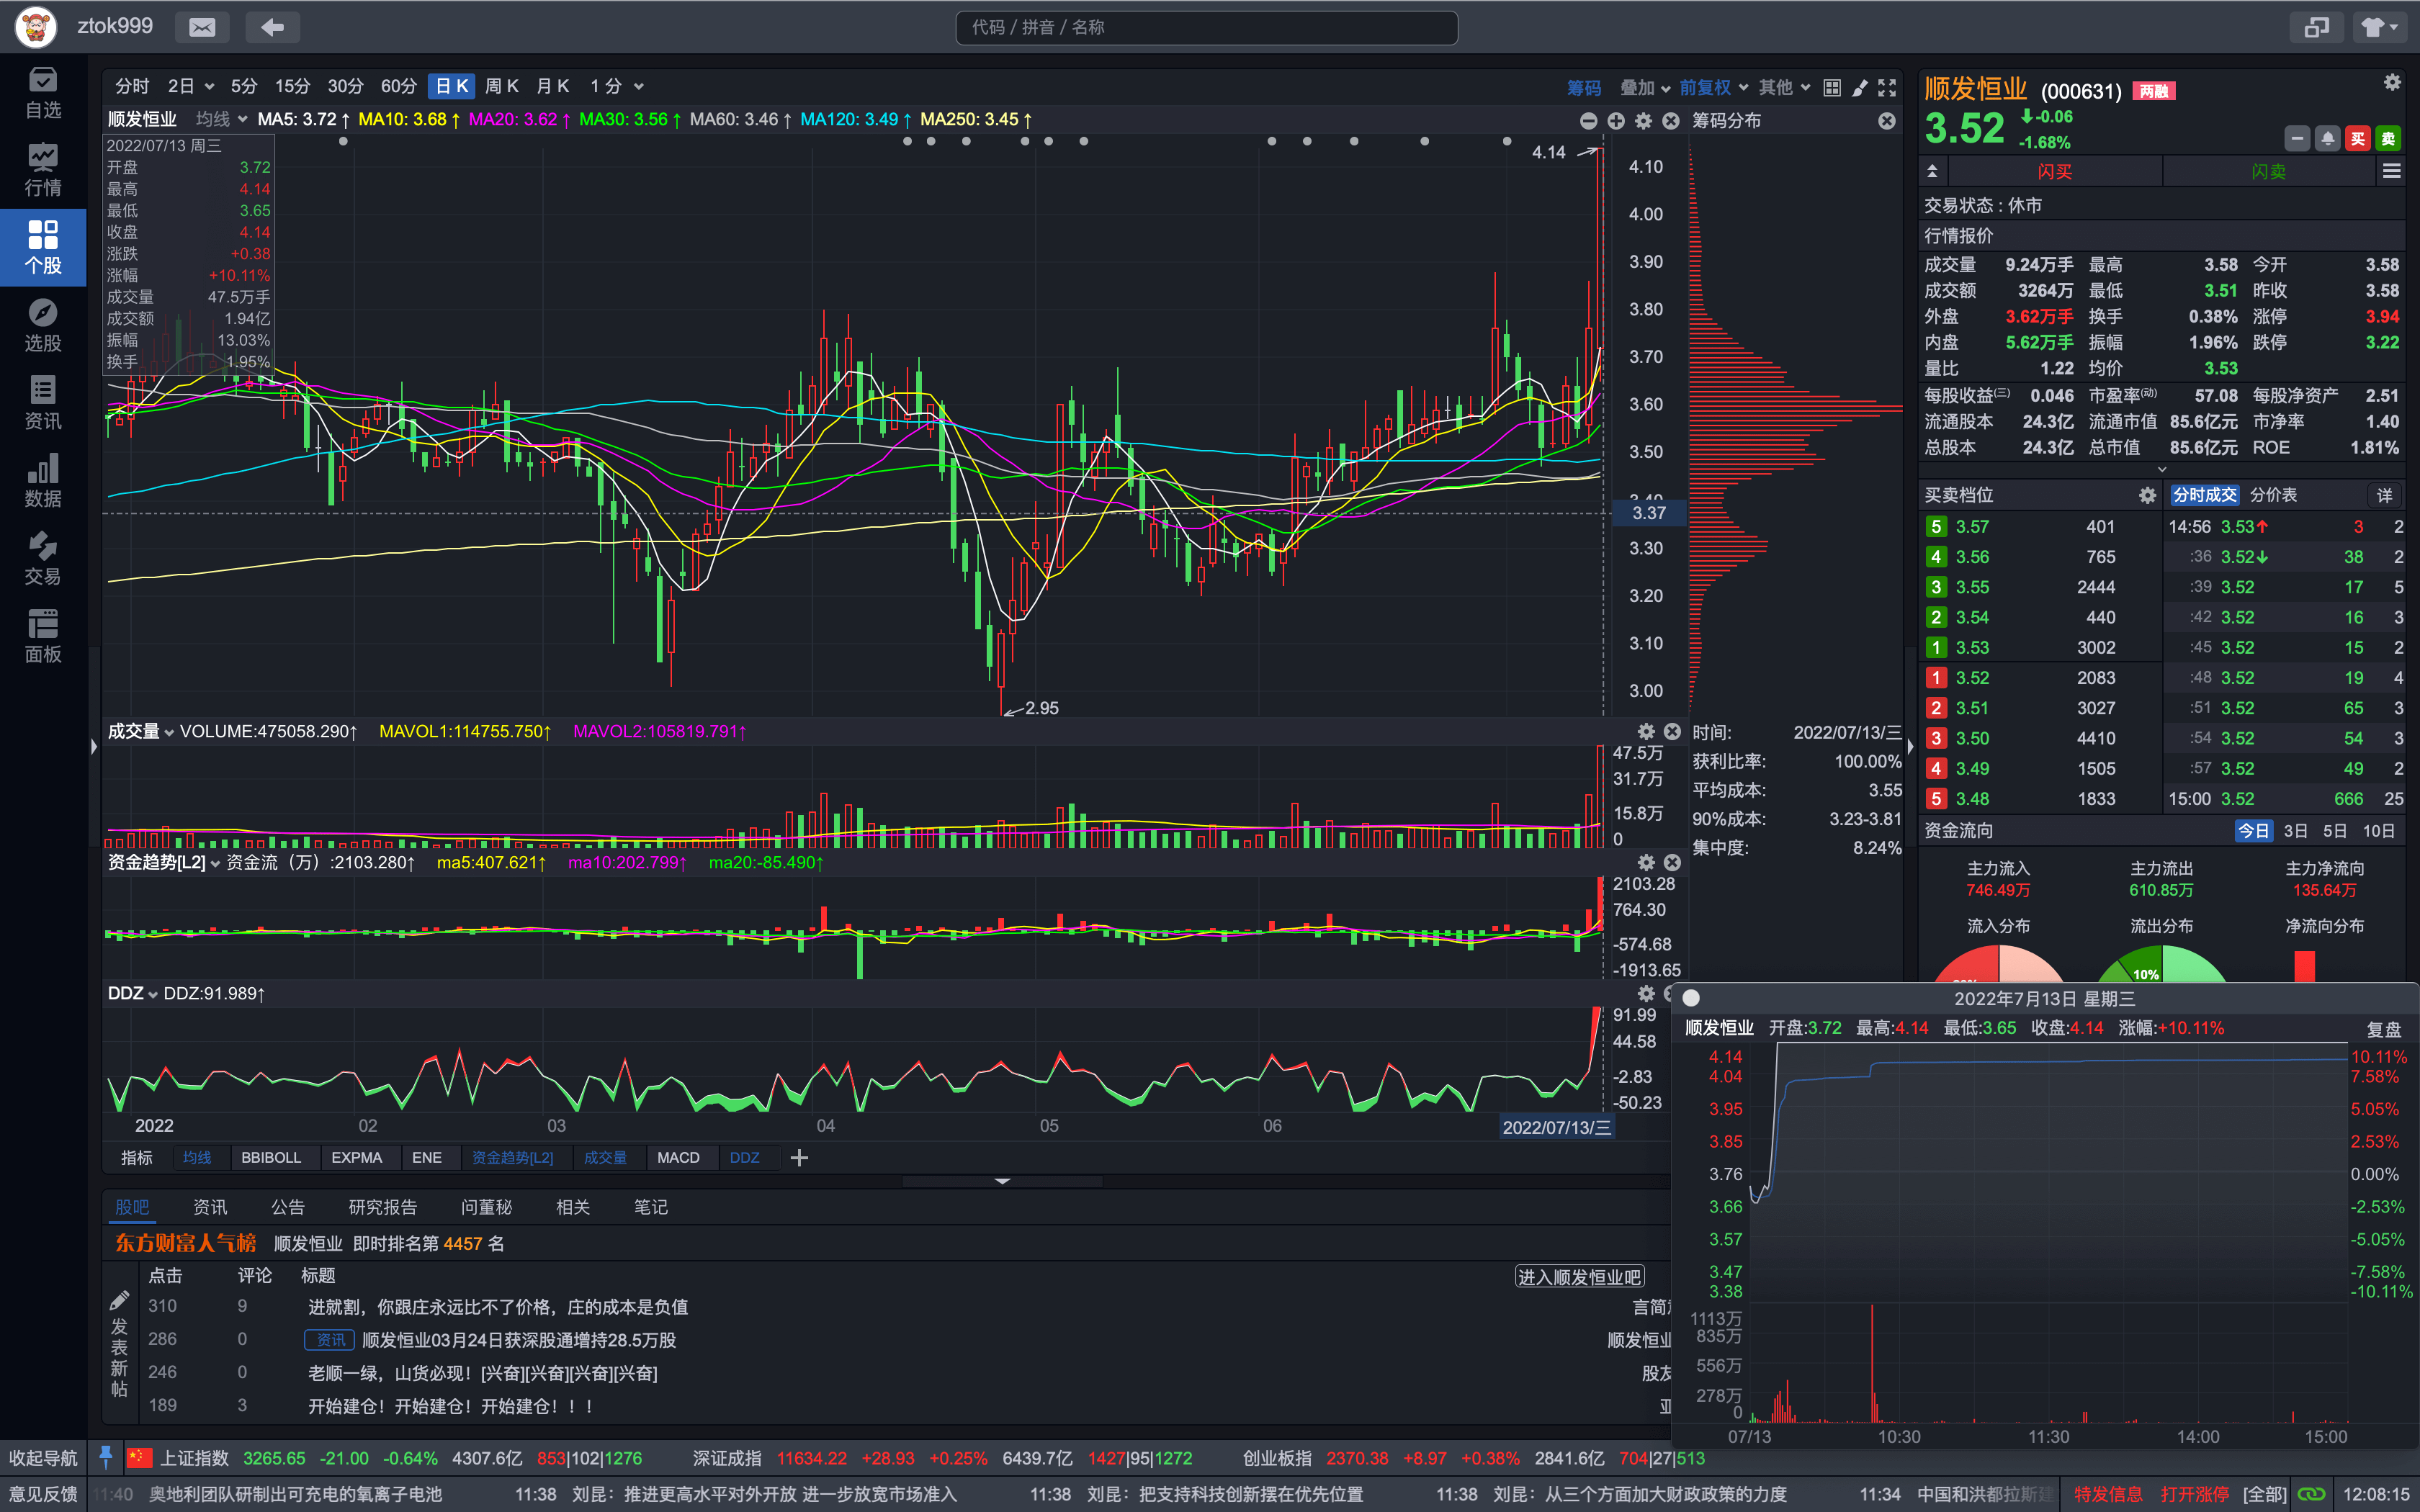 ztok999
代码 / 拼音 / 名称
自选
行情
个股
选股
资讯
数据
交易
面板
分时 2日 5分 15分 30分 60分 日K 周K 月K 1分 筹码 叠加 前复权 其他
顺发恒业 均线 MA5: 3.72↑ MA10: 3.68↑ MA20: 3.62↑ MA30: 3.56↑ MA60: 3.46↑ MA120: 3.49↑ MA250: 3.45↑ 筹码分布
2022/07/13 周三
开盘 3.72
最高 4.14
最低 3.65
收盘 4.14
涨跌 +0.38
涨幅 +10.11%
成交量 47.5万手
成交额 1.94亿
振幅 13.03%
换手 1.95%
4.14
4.10
4.00
3.90
3.80
3.70
3.60
3.50
3.40
3.37
3.30
3.20
3.10
3.00
2.95
成交量 VOLUME:475058.290↑ MAVOL1:114755.750↑ MAVOL2:105819.791↑
47.5万
31.7万
15.8万
0
资金趋势[L2] 资金流（万）:2103.280↑ ma5:407.621↑ ma10:202.799↑ ma20:-85.490↑
2103.28
764.30
-574.68
-1913.65
DDZ DDZ:91.989↑
91.99
44.58
-2.83
-50.23
2022 02 03 04 05 06 2022/07/13/三
指标 均线 BBIBOLL EXPMA ENE 资金趋势[L2] 成交量 MACD DDZ
时间: 2022/07/13/三
获利比率: 100.00%
平均成本: 3.55
90%成本: 3.23-3.81
集中度: 8.24%
股吧 资讯 公告 研究报告 问董秘 相关 笔记
东方财富人气榜 顺发恒业 即时排名第 4457 名
点击 评论 标题 进入顺发恒业吧
发表新帖
310 9 进就割，你跟庄永远比不了价格，庄的成本是负值 言简
286 0 资讯 顺发恒业03月24日获深股通增持28.5万股 顺发恒业
246 0 老顺一绿，山货必现！[兴奋][兴奋][兴奋][兴奋] 股友
189 3 开始建仓！开始建仓！开始建仓！！！
顺发恒业 (000631) 两融
3.52 -0.06
-1.68%
买 卖
闪买 闪卖
交易状态 : 休市
行情报价
成交量 9.24万手 最高 3.58 今开 3.58
成交额 3264万 最低 3.51 昨收 3.58
外盘 3.62万手 换手 0.38% 涨停 3.94
内盘 5.62万手 振幅 1.96% 跌停 3.22
量比 1.22 均价 3.53
每股收益(三) 0.046 市盈率(动) 57.08 每股净资产 2.51
流通股本 24.3亿 流通市值 85.6亿元 市净率 1.40
总股本 24.3亿 总市值 85.6亿元 ROE 1.81%
买卖档位 分时成交 分价表 详
5 3.57 401 14:56 3.53↑ 3 2
4 3.56 765 :36 3.52↓ 38 2
3 3.55 2444 :39 3.52 17 5
2 3.54 440 :42 3.52 16 3
1 3.53 3002 :45 3.52 15 2
1 3.52 2083 :48 3.52 19 4
2 3.51 3027 :51 3.52 65 3
3 3.50 4410 :54 3.52 54 3
4 3.49 1505 :57 3.52 49 2
5 3.48 1833 15:00 3.52 666 25
资金流向 今日 3日 5日 10日
主力流入 主力流出 主力净流向
746.49万 610.85万 135.64万
流入分布 流出分布 净流向分布
10%
2022年7月13日 星期三
顺发恒业 开盘:3.72 最高:4.14 最低:3.65 收盘:4.14 涨幅:+10.11% 复盘
4.14 10.11%
4.04 7.58%
3.95 5.05%
3.85 2.53%
3.76 0.00%
3.66 -2.53%
3.57 -5.05%
3.47 -7.58%
3.38 -10.11%
1113万
835万
556万
278万
0
07/13 10:30 11:30 14:00 15:00
收起导航 上证指数 3265.65 -21.00 -0.64% 4307.6亿 853|102|1276 深证成指 11634.22 +28.93 +0.25% 6439.7亿 1427|95|1272 创业板指 2370.38 +8.97 +0.38% 2841.6亿 704|27|513
意见反馈 11:40 奥地利团队研制出可充电的氧离子电池 11:38 刘昆：推进更高水平对外开放 进一步放宽市场准入 11:38 刘昆：把支持科技创新摆在优先位置 11:38 刘昆：从三个方面加大财政政策的力度 11:34 中国和洪都拉斯建 特发信息 打开涨停 [全部] 12:08:15